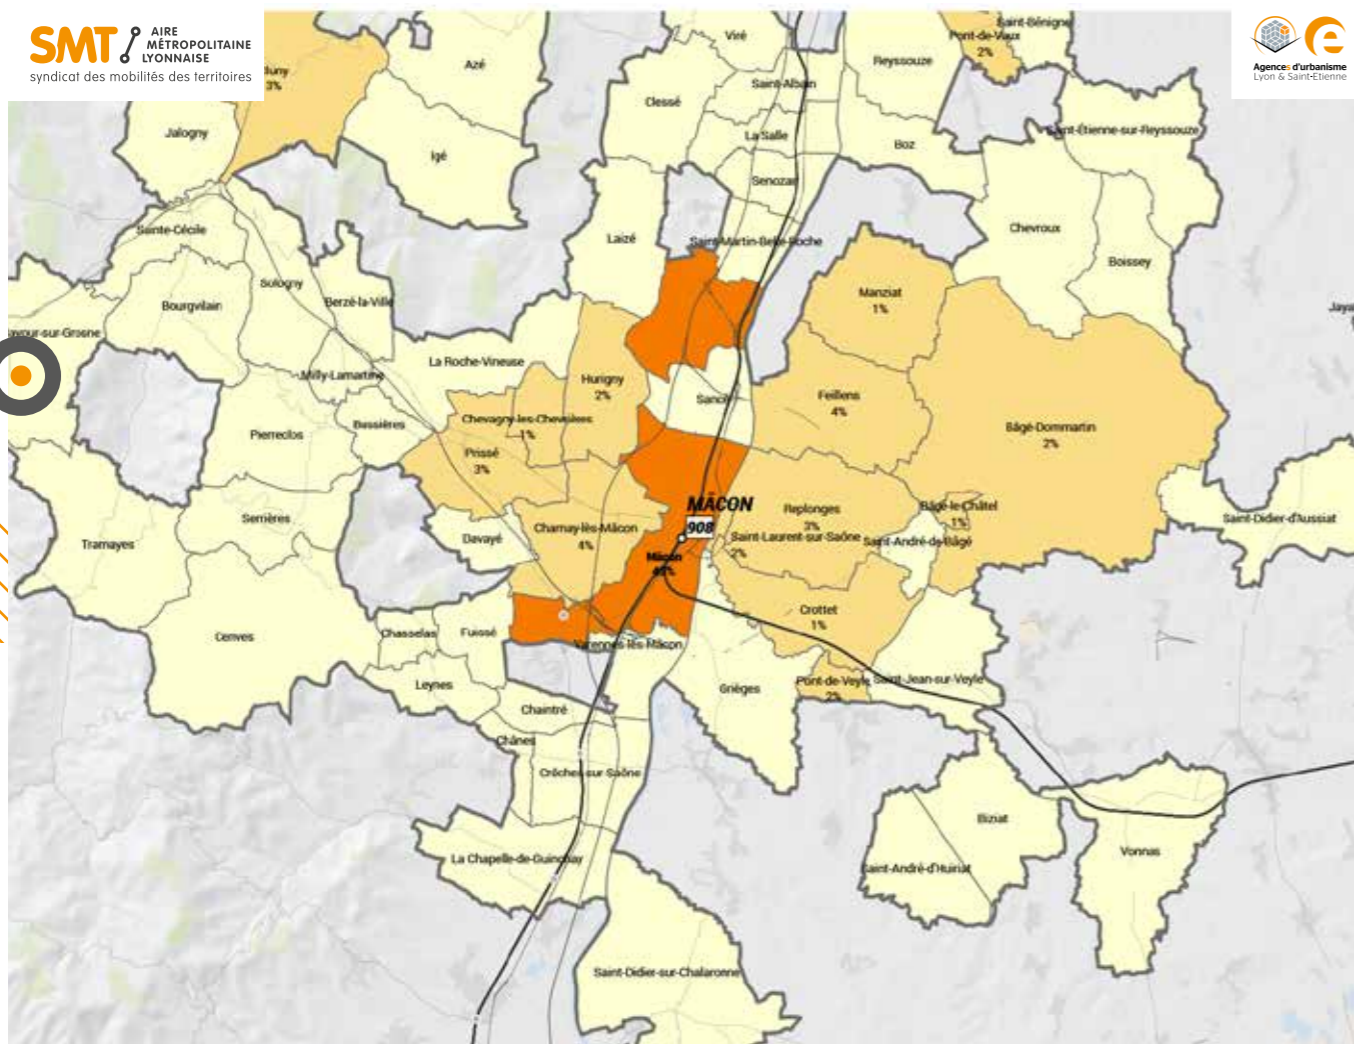 SMT
AIRE
MÉTROPOLITAINE
LYONNAISE
syndicat des mobilités des territoires
Agences d'urbanisme
Lyon & Saint-Etienne
Saint-Bénigne
Pont-de-Vaux
2%
Viré
Reyssouze
Azé
3%
Saint-Albain
Clessé
Jalogny
La Salle
Saint-Étienne-sur-Reyssouze
Boz
Igé
Senozan
Sainte-Cécile
Laizé
Saint-Martin-Belle-Roche
Chevroux
Boissey
Sologny
Manziat
1%
Bourgvilain
Berzé-la-Ville
La Roche-Vineuse
Milly-Lamartine
Hurigny
2%
Sancé
Feillens
4%
Chevagny-les-Chevrières
1%
Bussières
Pierreclos
Bâgé-Dommartin
2%
Prissé
3%
MÂCON
908
Replonges
3%
Bâgé-le-Châtel
1%
Serrières
Saint-Didier-d'Aussiat
Charnay-lès-Mâcon
4%
Saint-Laurent-sur-Saône
2%
Saint-André-de-Bâgé
Davayé
Tramayes
Mâcon
Crottet
1%
Cenves
Chasselas
Fuissé
Varennes-lès-Mâcon
Leynes
Grièges
Pont-de-Veyle
2%
Saint-Jean-sur-Veyle
Chaintré
Chânes
Crêches-sur-Saône
Biziat
La Chapelle-de-Guinchay
Vonnas
Saint-André-d'Huiriat
Saint-Didier-sur-Chalaronne